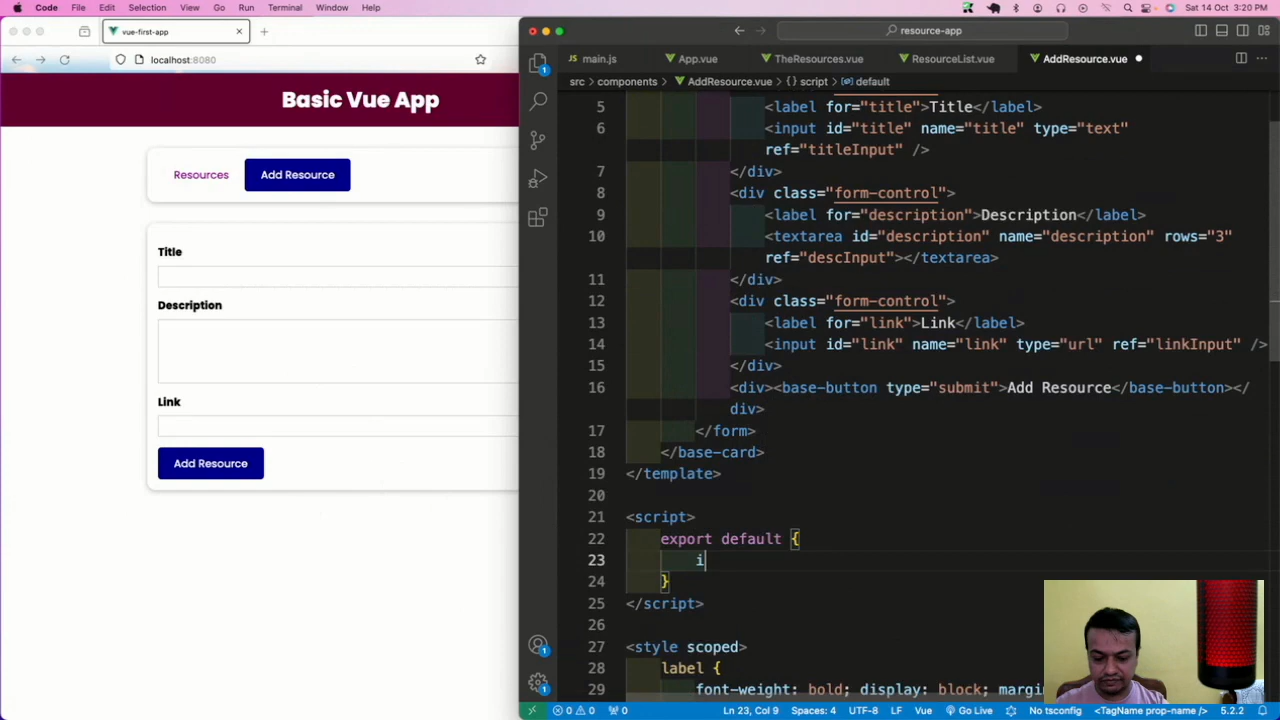 Code File Edit Selection View Go Run Terminal Window Help
Sat 14 Oct 3:20 PM
vue-first-app
localhost:8080
Basic Vue App
Resources
Add Resource
Title
Description
Link
Add Resource
resource-app
main.js
App.vue
TheResources.vue
ResourceList.vue
AddResource.vue
src > components > AddResource.vue > {} script > default
5 <label for="title">Title</label>
6 <input id="title" name="title" type="text"
ref="titleInput" />
7 </div>
8 <div class="form-control">
9 <label for="description">Description</label>
10 <textarea id="description" name="description" rows="3"
ref="descInput"></textarea>
11 </div>
12 <div class="form-control">
13 <label for="link">Link</label>
14 <input id="link" name="link" type="url" ref="linkInput" />
15 </div>
16 <div><base-button type="submit">Add Resource</base-button></
div>
17 </form>
18 </base-card>
19 </template>
20
21 <script>
22 export default {
23 i
24 }
25 </script>
26
27 <style scoped>
28 label {
29 font-weight: bold; display: block;
1
1
1
0 0 0
Ln 23, Col 9 Spaces: 4 UTF-8 LF Vue Go Live No tsconfig <TagName prop-name /> 5.2.2